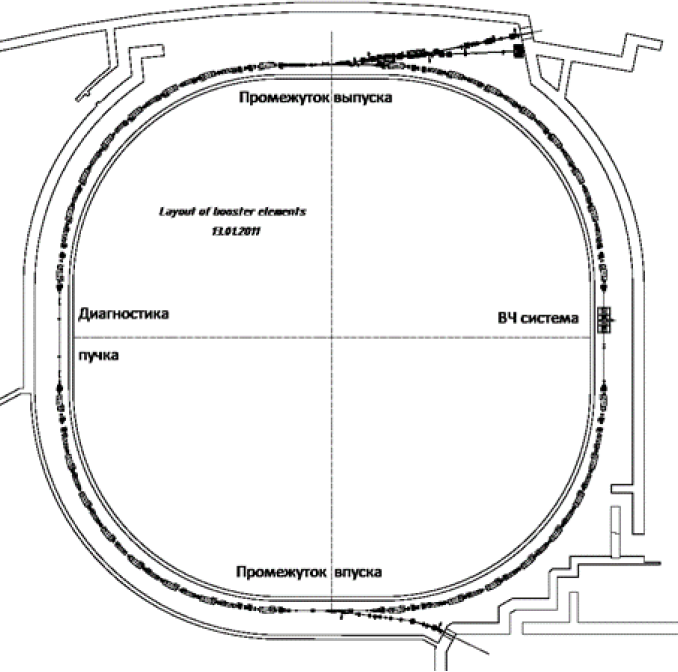 Промежуток выпуска
Layout of booster elements
13.01.2011
Диагностика
ВЧ система
пучка
Промежуток впуска